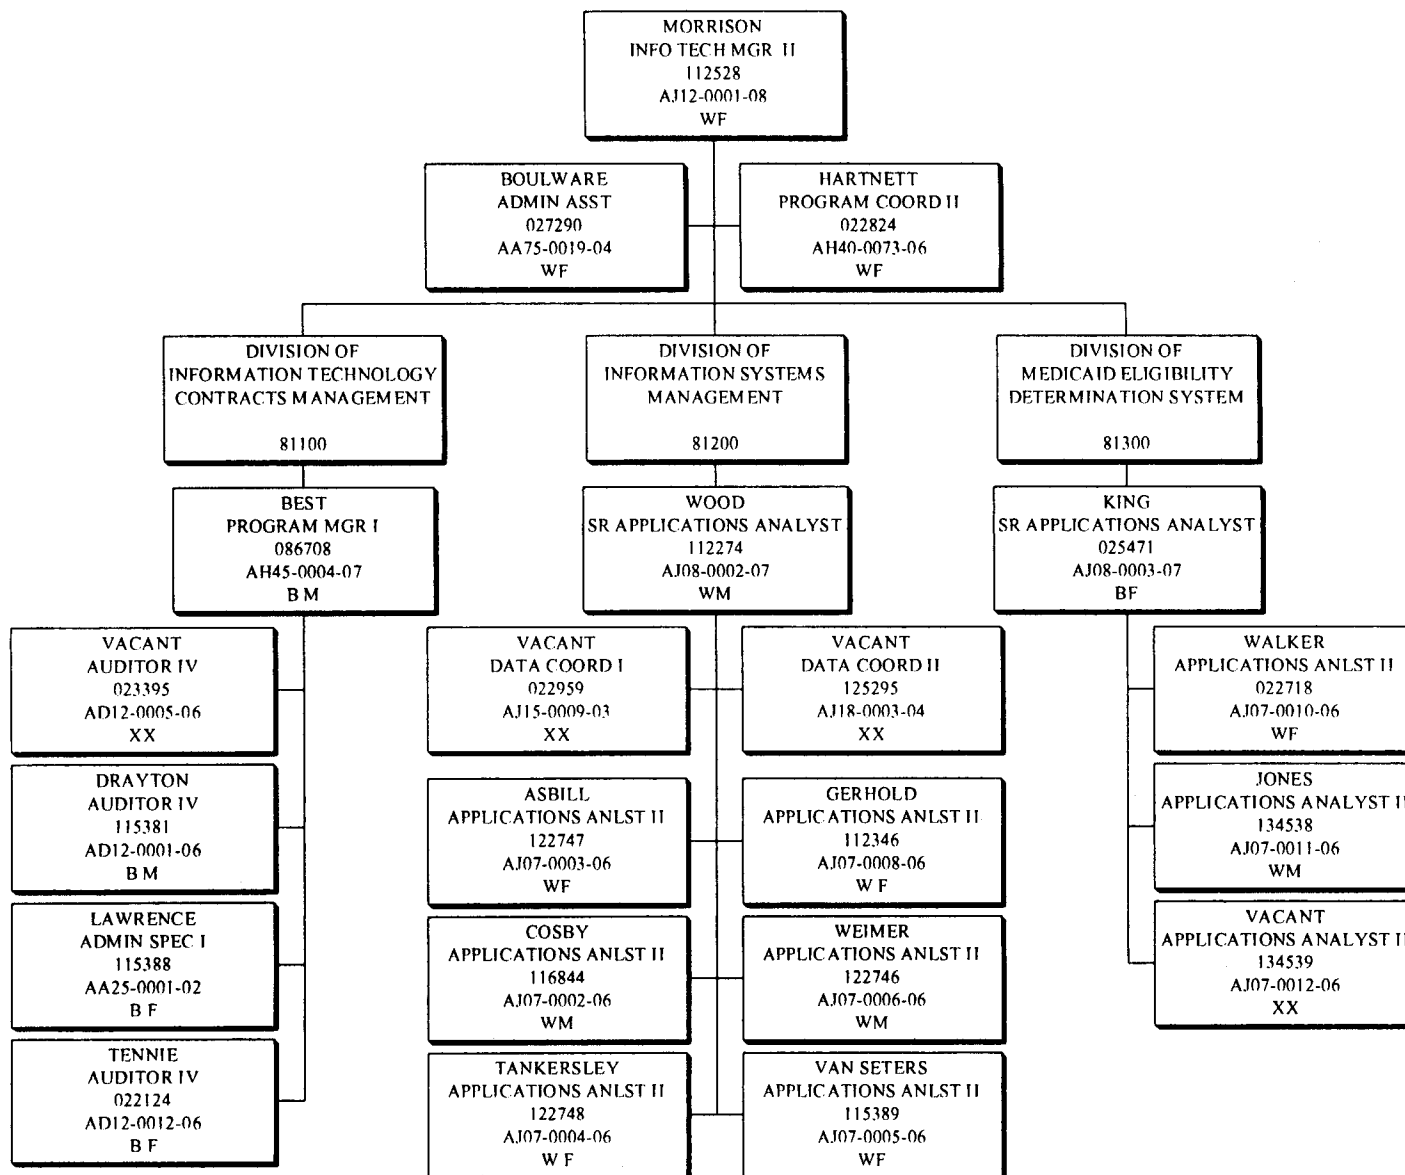 MORRISON
INFO TECH MGR II
112528
AJ12-0001-08
WF
BOULWARE
ADMIN ASST
027290
AA75-0019-04
WF
HARTNETT
PROGRAM COORD II
022824
AH40-0073-06
WF
DIVISION OF
INFORMATION TECHNOLOGY
CONTRACTS MANAGEMENT
81100
DIVISION OF
INFORMATION SYSTEMS
MANAGEMENT
81200
DIVISION OF
MEDICAID ELIGIBILITY
DETERMINATION SYSTEM
81300
BEST
PROGRAM MGR I
086708
AH45-0004-07
BM
WOOD
SR APPLICATIONS ANALYST
112274
AJ08-0002-07
WM
KING
SR APPLICATIONS ANALYST
025471
AJ08-0003-07
BF
VACANT
AUDITOR IV
023395
AD12-0005-06
XX
DRAYTON
AUDITOR IV
115381
AD12-0001-06
BM
LAWRENCE
ADMIN SPEC I
115388
AA25-0001-02
BF
TENNIE
AUDITOR IV
022124
AD12-0012-06
BF
VACANT
DATA COORD I
022959
AJ15-0009-03
XX
VACANT
DATA COORD II
125295
AJ18-0003-04
XX
ASBILL
APPLICATIONS ANLST II
122747
AJ07-0003-06
WF
GERHOLD
APPLICATIONS ANLST II
112346
AJ07-0008-06
WF
COSBY
APPLICATIONS ANLST II
116844
AJ07-0002-06
WM
WEIMER
APPLICATIONS ANLST II
122746
AJ07-0006-06
WM
TANKERSLEY
APPLICATIONS ANLST II
122748
AJ07-0004-06
WF
VAN SETERS
APPLICATIONS ANLST II
115389
AJ07-0005-06
WF
WALKER
APPLICATIONS ANLST II
022718
AJ07-0010-06
WF
JONES
APPLICATIONS ANALYST II
134538
AJ07-0011-06
WM
VACANT
APPLICATIONS ANALYST II
134539
AJ07-0012-06
XX